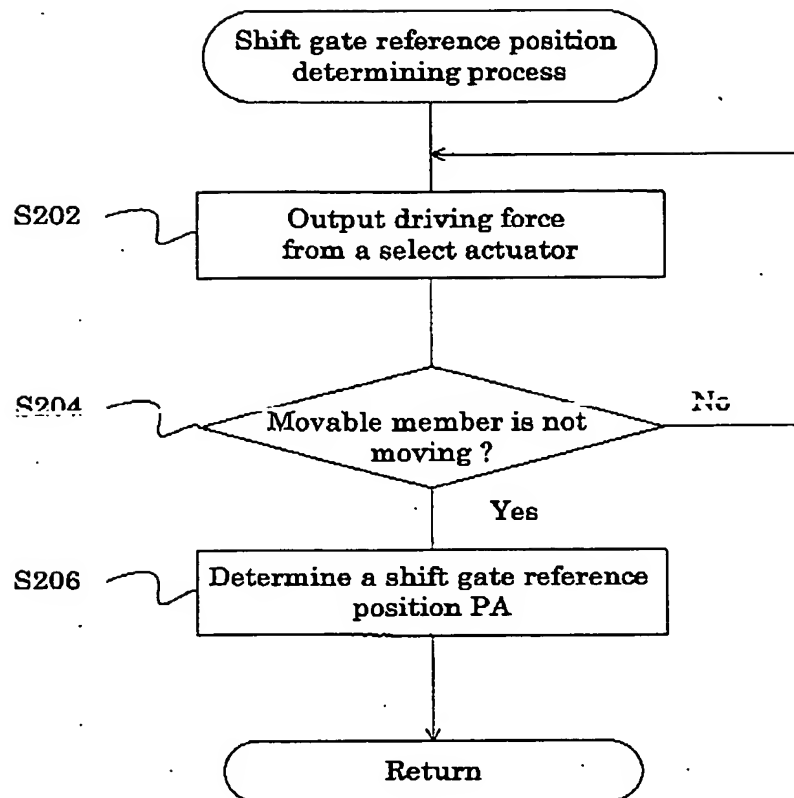 Shift gate reference position
determining process
S202
Output driving force
from a select actuator
S204
Movable member is not
moving ?
No
Yes
S206
Determine a shift gate reference
position PA
Return